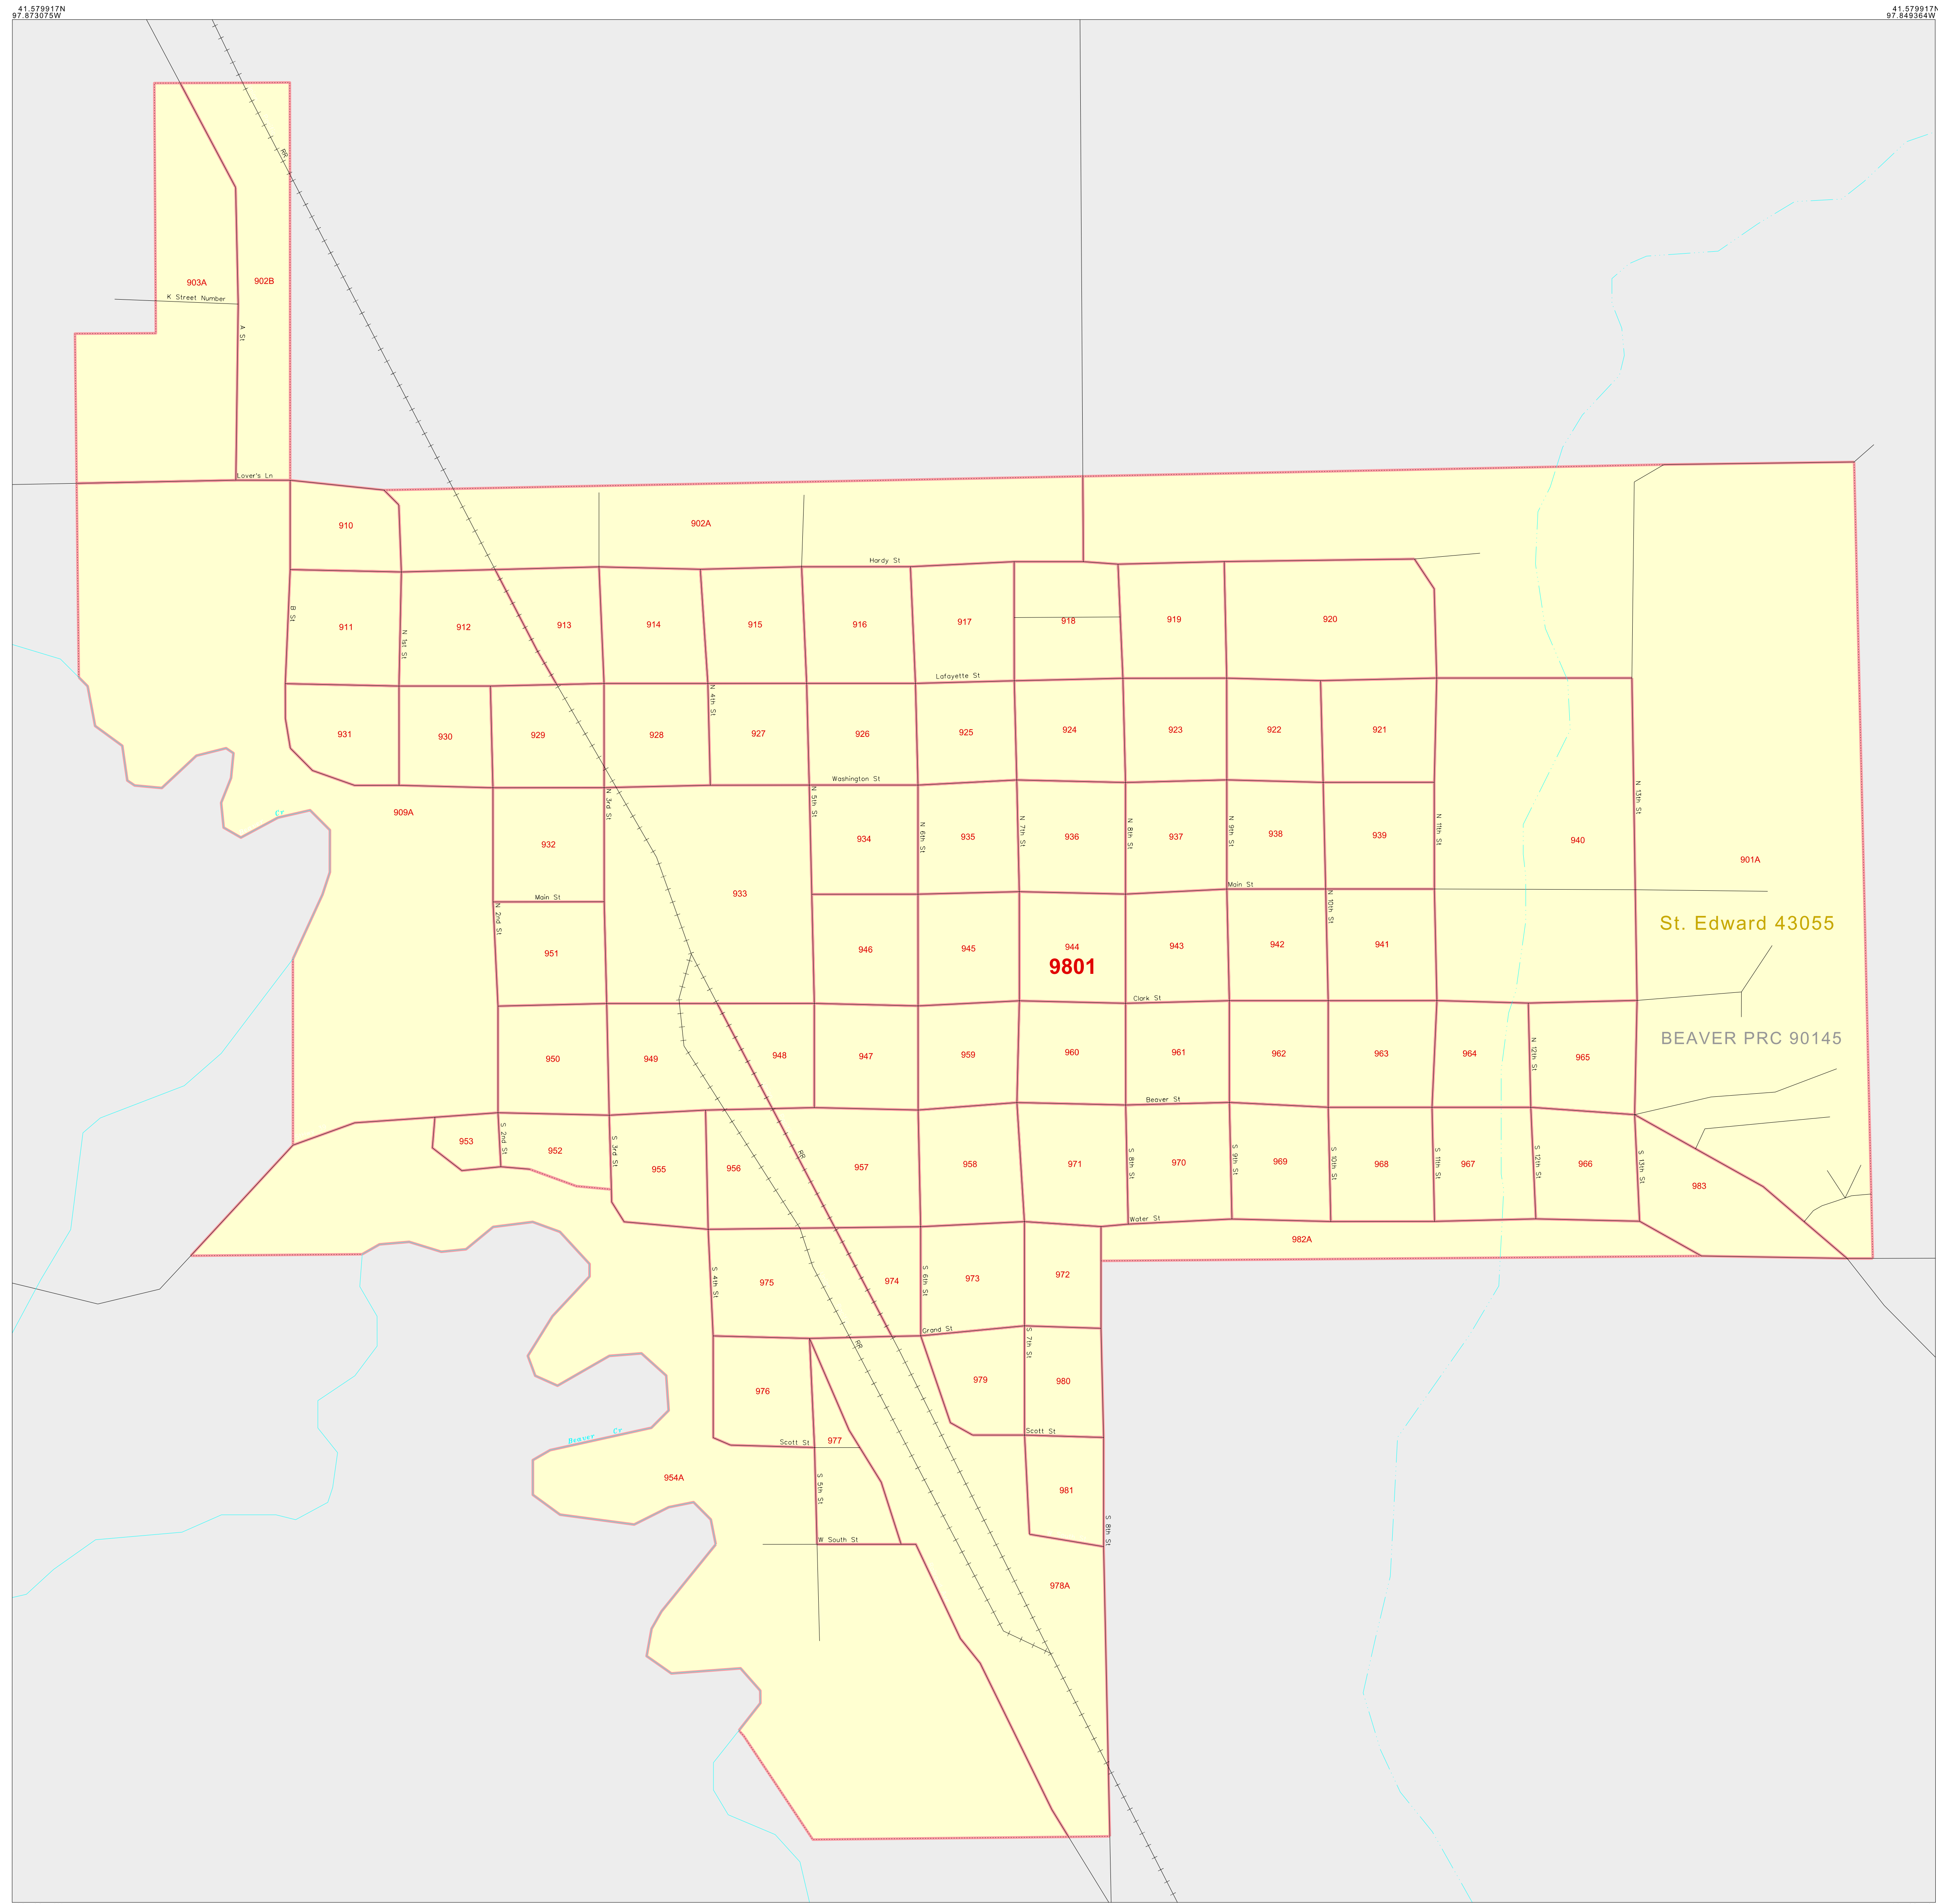 41.579917N
97.873075W
41.579917N
97.849364W
RR
903A
902B
K Street Number
A St
Lover's Ln
910
902A
Hardy St
B St
911
N 1st St
912
913
914
915
916
917
918
919
920
Lafayette St
N 4th St
931
930
929
928
927
926
925
924
923
922
921
Washington St
Cr
909A
N 3rd St
N 5th St
N 6th St
N 7th St
N 8th St
N 9th St
N 11th St
N 13th St
932
934
935
936
937
938
939
940
901A
933
Main St
Main St
N 2nd St
N 10th St
St. Edward 43055
951
946
945
944
943
942
941
9801
Clark St
BEAVER PRC 90145
950
949
948
947
959
960
961
962
963
964
N 12th St
965
Beaver St
953
S 2nd St
952
S 3rd St
955
956
RR
957
958
971
S 8th St
970
S 9th St
969
S 10th St
968
S 11th St
967
S 12th St
966
S 13th St
983
Water St
982A
S 4th St
975
974
S 6th St
973
972
Grand St
RR
S 7th St
976
979
980
Beaver Cr
Scott St
977
Scott St
954A
S 5th St
981
W South St
S 8th St
978A